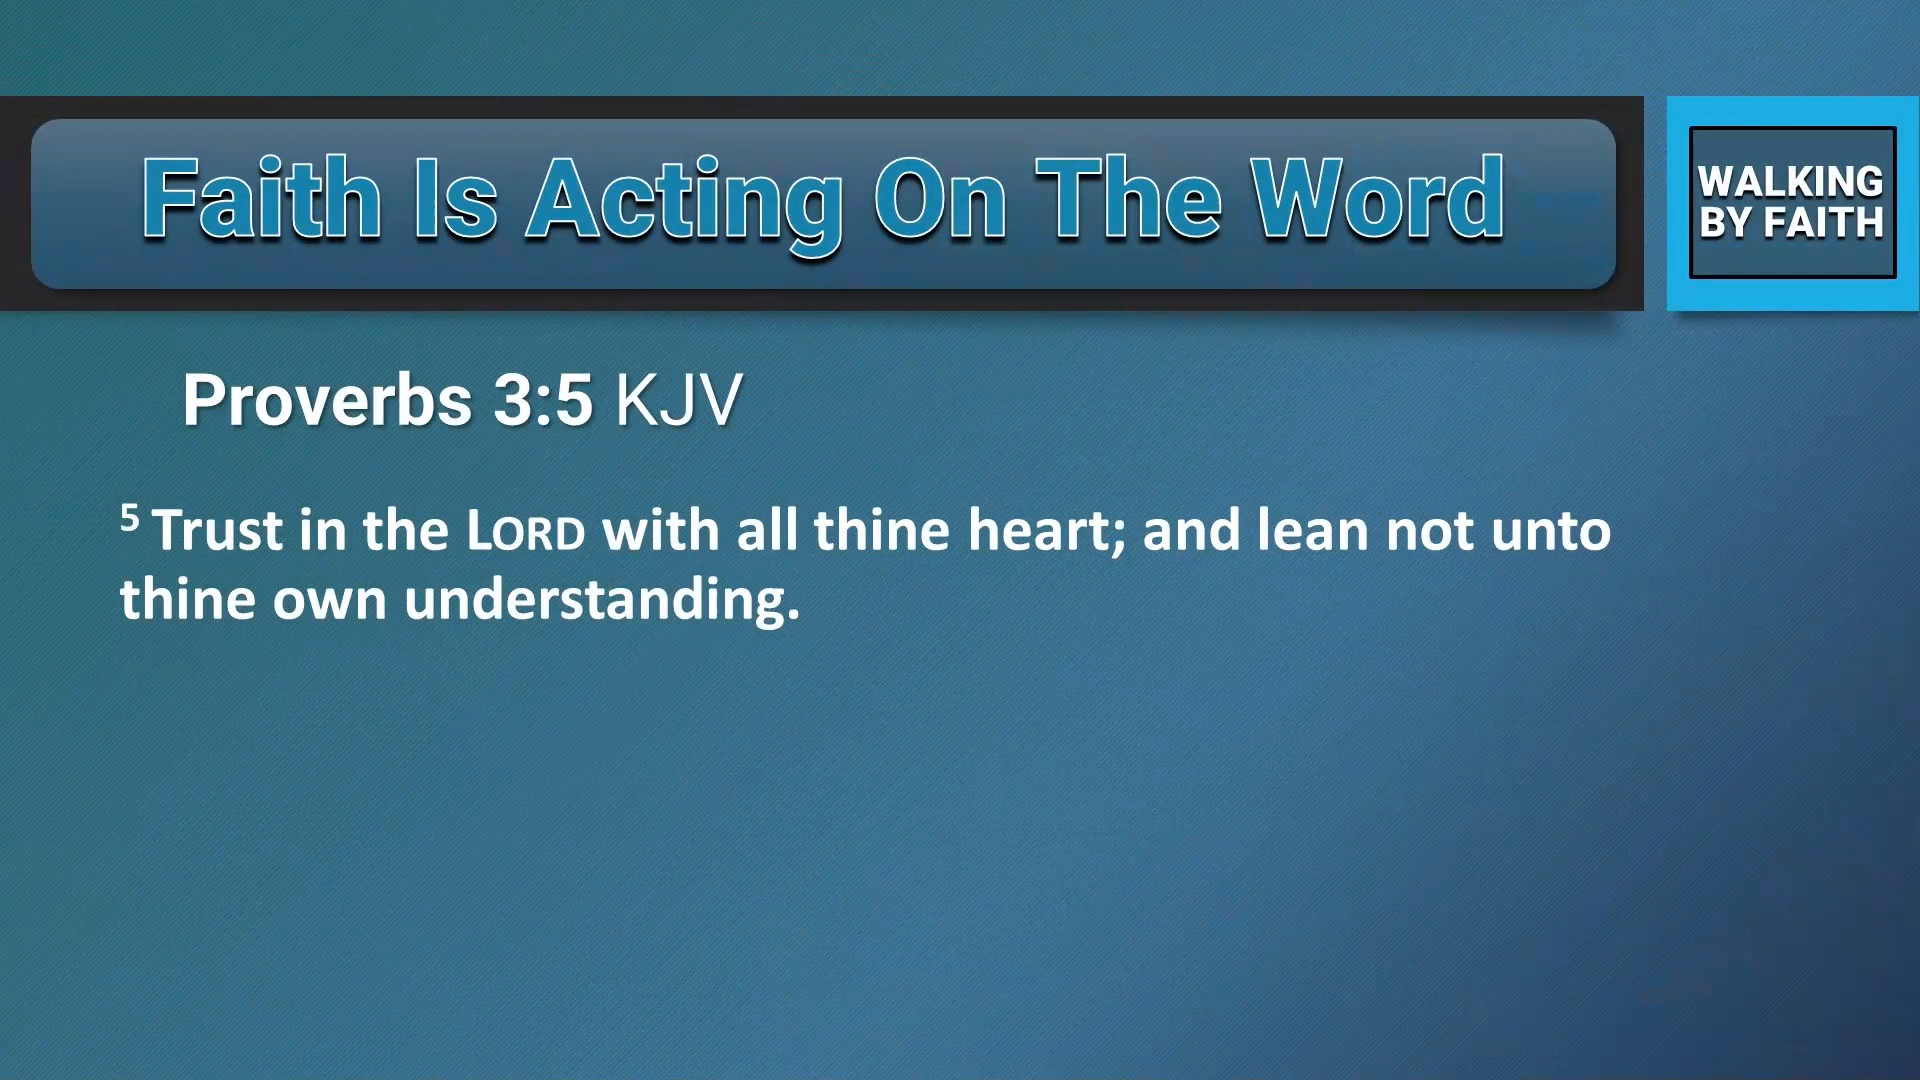 Faith Is Acting On The Word
WALKING
BY FAITH
Proverbs 3:5 KJV
5 Trust in the LORD with all thine heart; and lean not unto
thine own understanding.